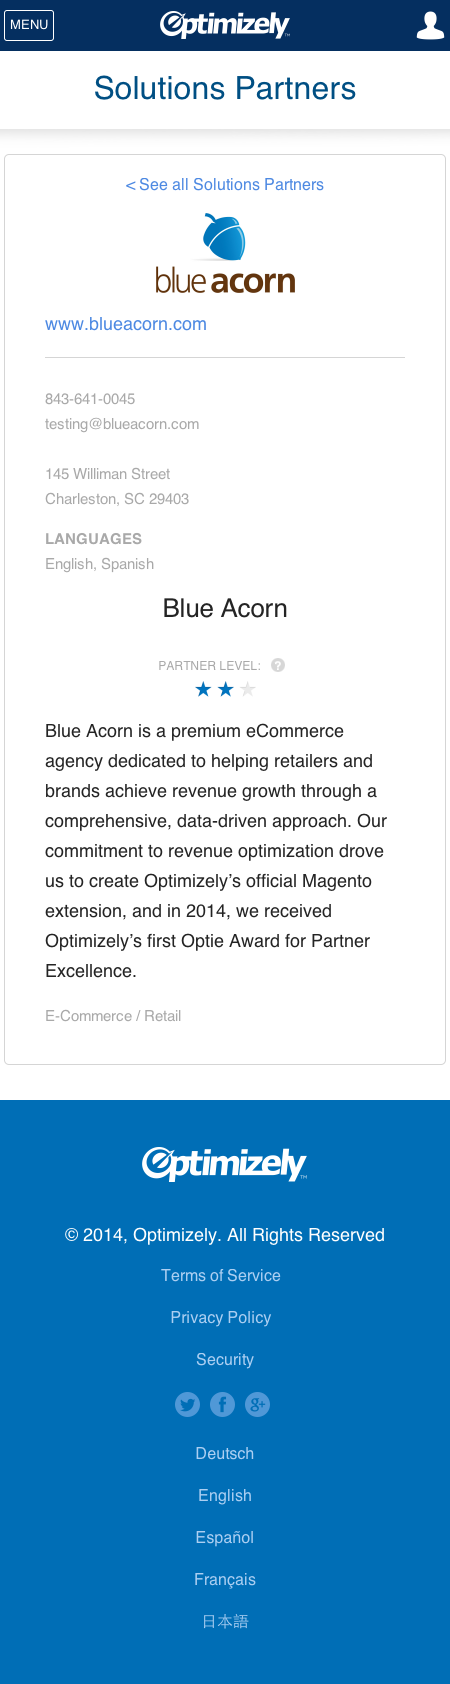 MENU
Optimizely™
Solutions Partners
< See all Solutions Partners
blue acorn
www.blueacorn.com
843-641-0045
testing@blueacorn.com
145 Williman Street
Charleston, SC 29403
LANGUAGES
English, Spanish
Blue Acorn
PARTNER LEVEL: ?
Blue Acorn is a premium eCommerce
agency dedicated to helping retailers and
brands achieve revenue growth through a
comprehensive, data-driven approach. Our
commitment to revenue optimization drove
us to create Optimizely’s official Magento
extension, and in 2014, we received
Optimizely’s first Optie Award for Partner
Excellence.
E-Commerce / Retail
Optimizely™
© 2014, Optimizely. All Rights Reserved
Terms of Service
Privacy Policy
Security
f g+
Deutsch
English
Español
Français
日本語